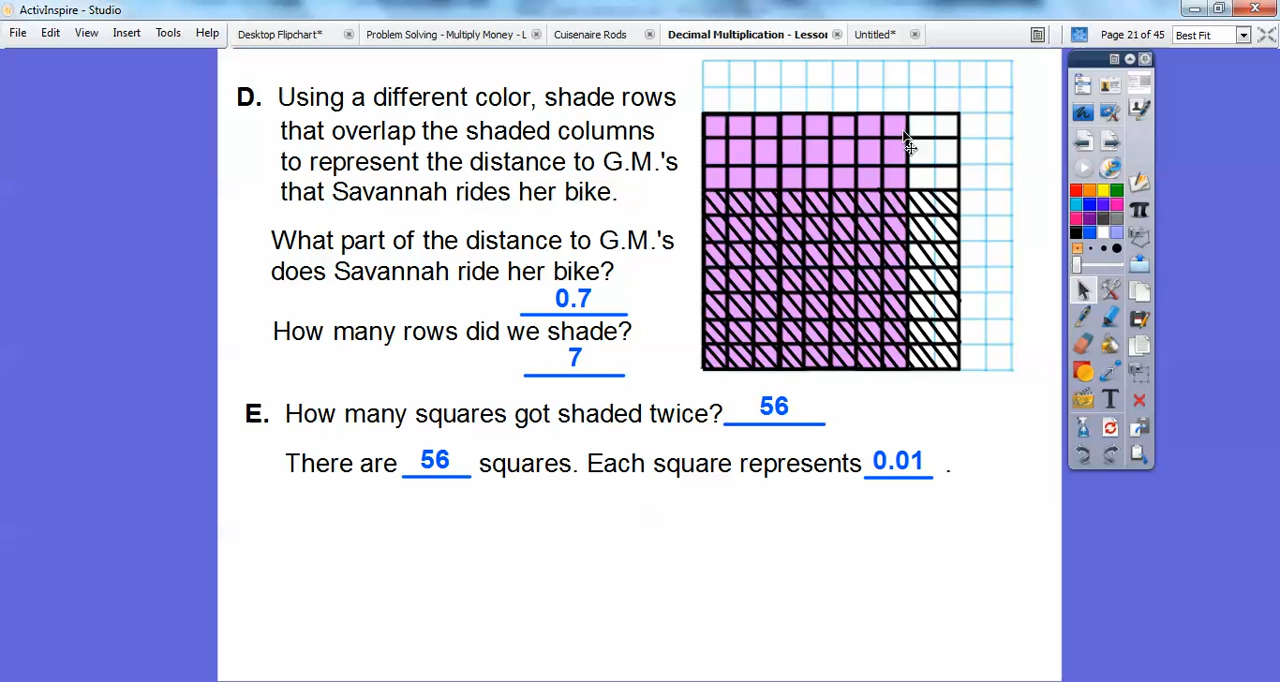 ActivInspire - Studio
File Edit View Insert Tools Help
Desktop Flipchart*
Problem Solving - Multiply Money - L
Cuisenaire Rods
Decimal Multiplication - Lesso
Untitled*
Page 21 of 45
Best Fit
D. Using a different color, shade rows
that overlap the shaded columns
to represent the distance to G.M.'s
that Savannah rides her bike.
What part of the distance to G.M.'s
does Savannah ride her bike?
0.7
How many rows did we shade?
7
E. How many squares got shaded twice? 56
There are 56 squares. Each square represents 0.01 .